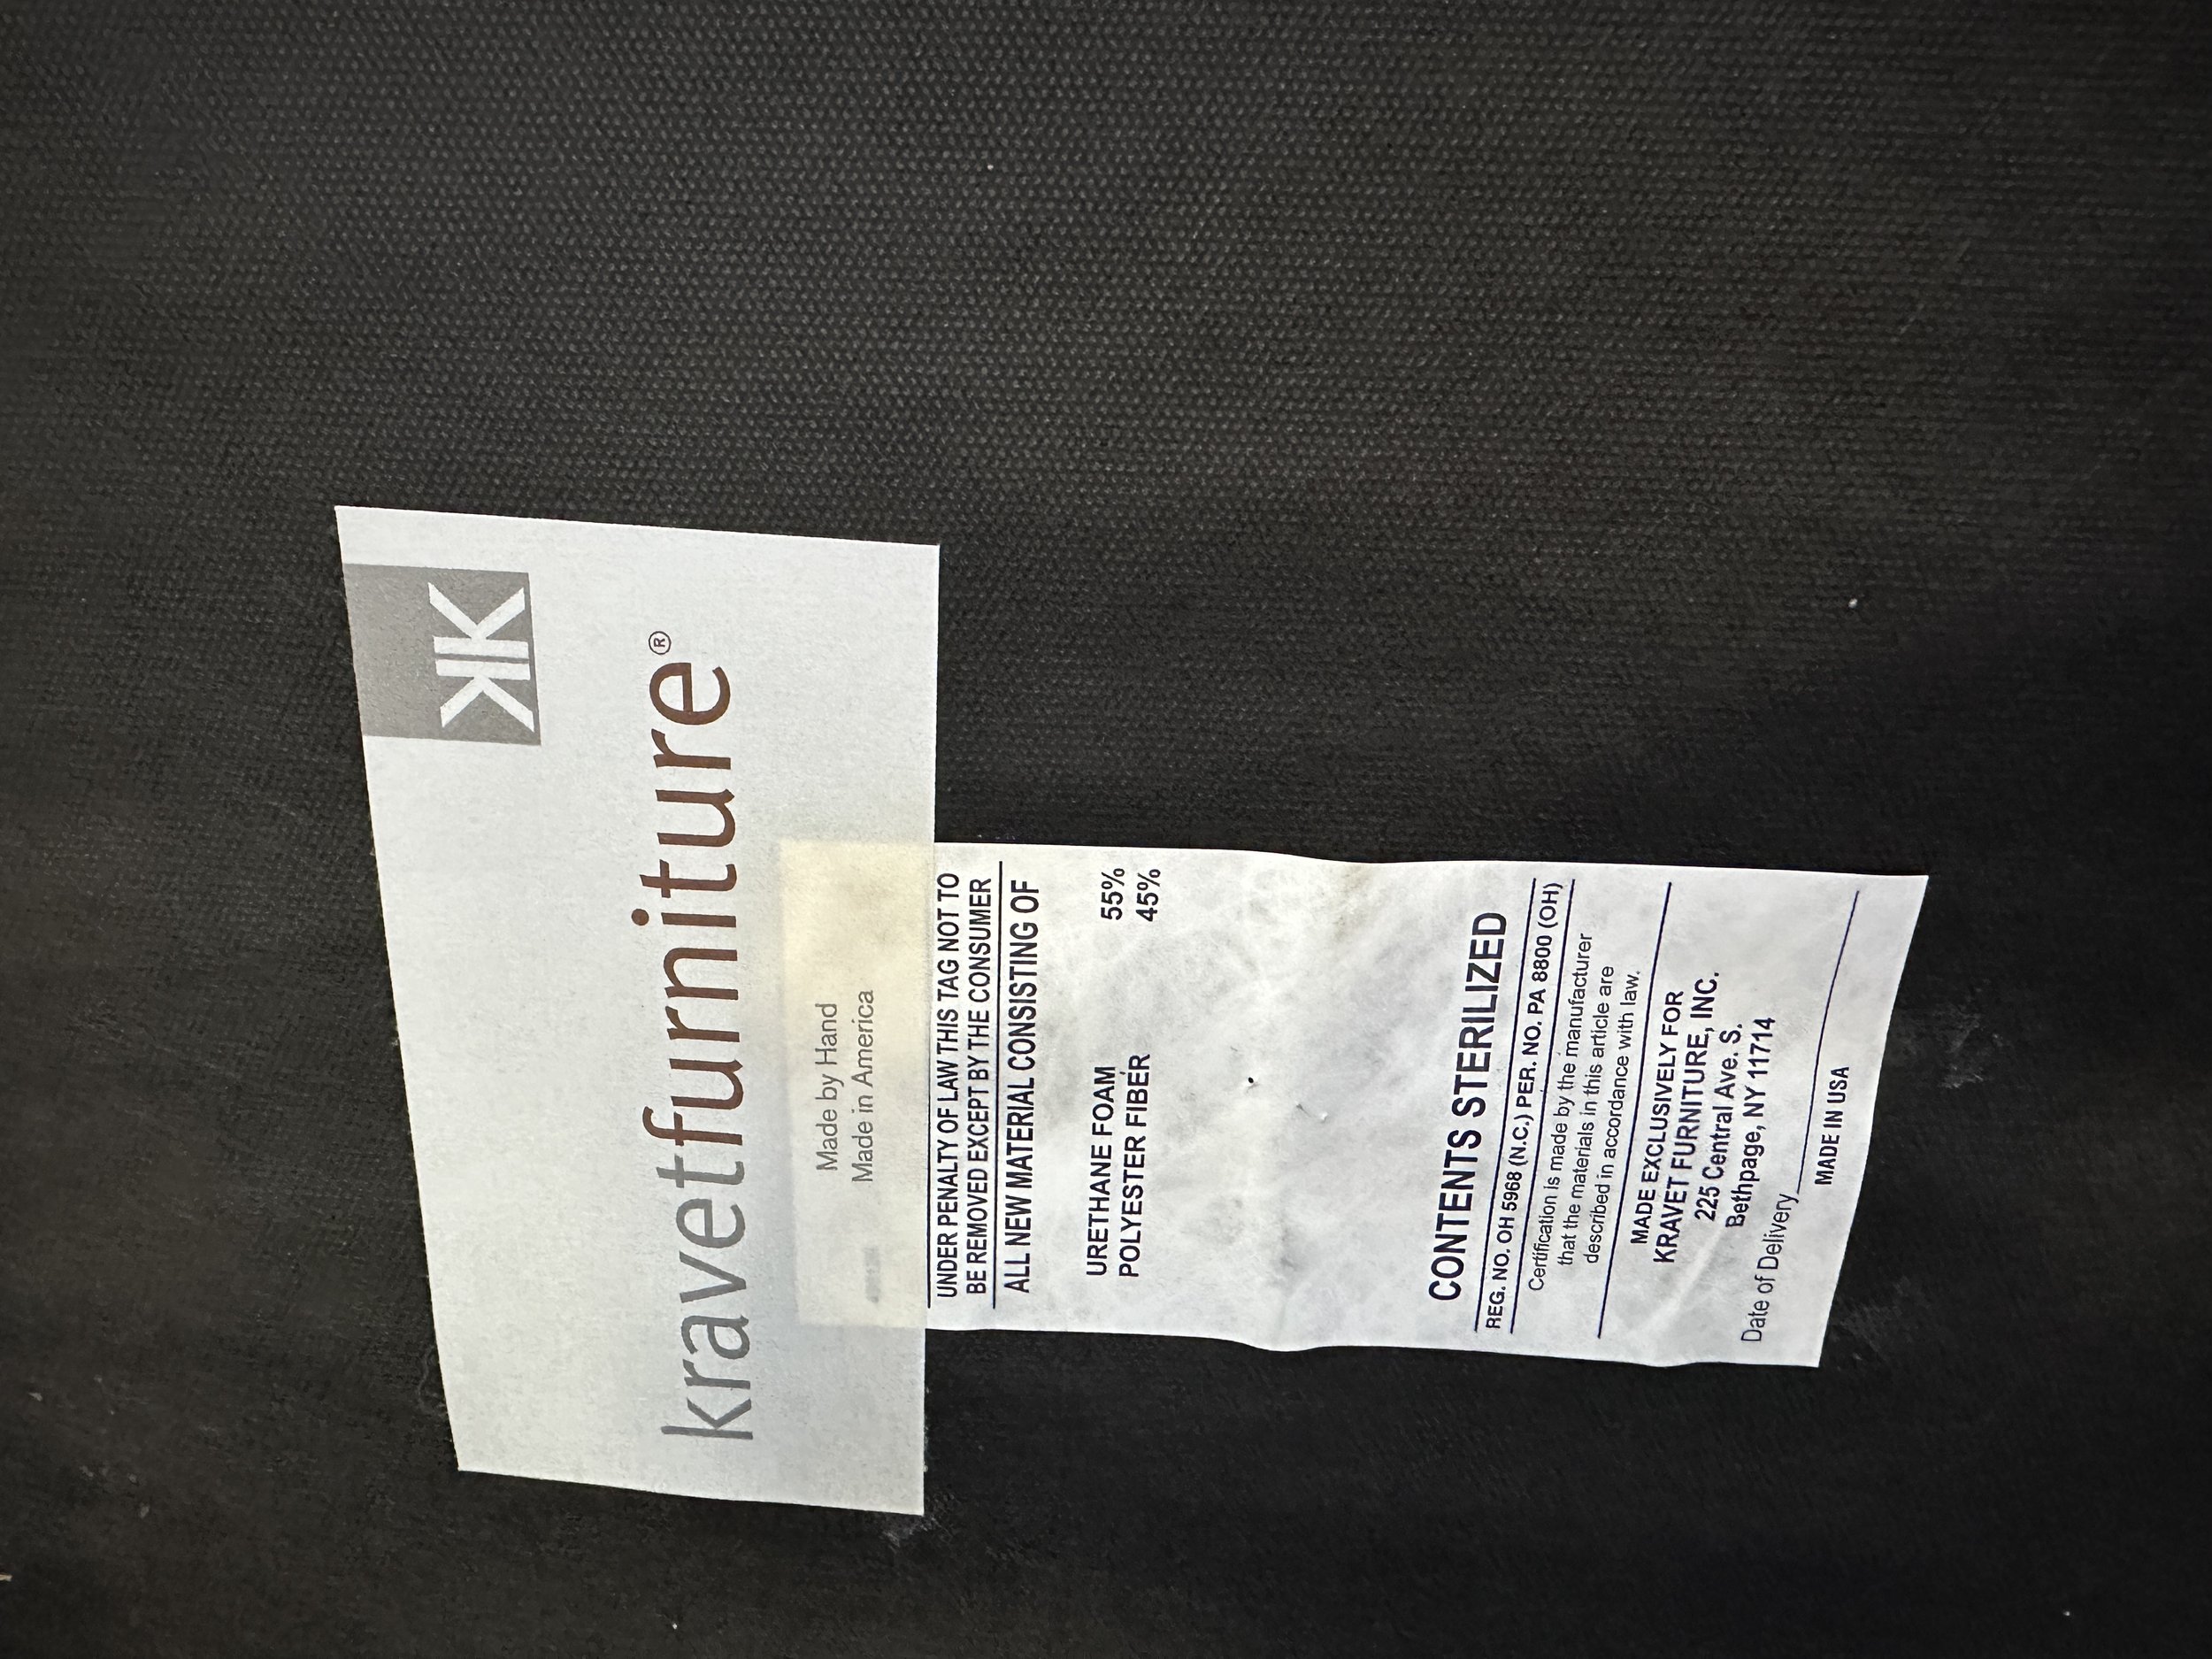 KK
kravetfurniture®
Made by Hand
Made in America
UNDER PENALTY OF LAW THIS TAG NOT TO
BE REMOVED EXCEPT BY THE CONSUMER
ALL NEW MATERIAL CONSISTING OF
URETHANE FOAM 55%
POLYESTER FIBER 45%
CONTENTS STERILIZED
REG. NO. OH 5968 (N.C.) PER. NO. PA 8800 (OH)
Certification is made by the manufacturer
that the materials in this article are
described in accordance with law.
MADE EXCLUSIVELY FOR
KRAVET FURNITURE, INC.
225 Central Ave. S.
Bethpage, NY 11714
Date of Delivery
MADE IN USA